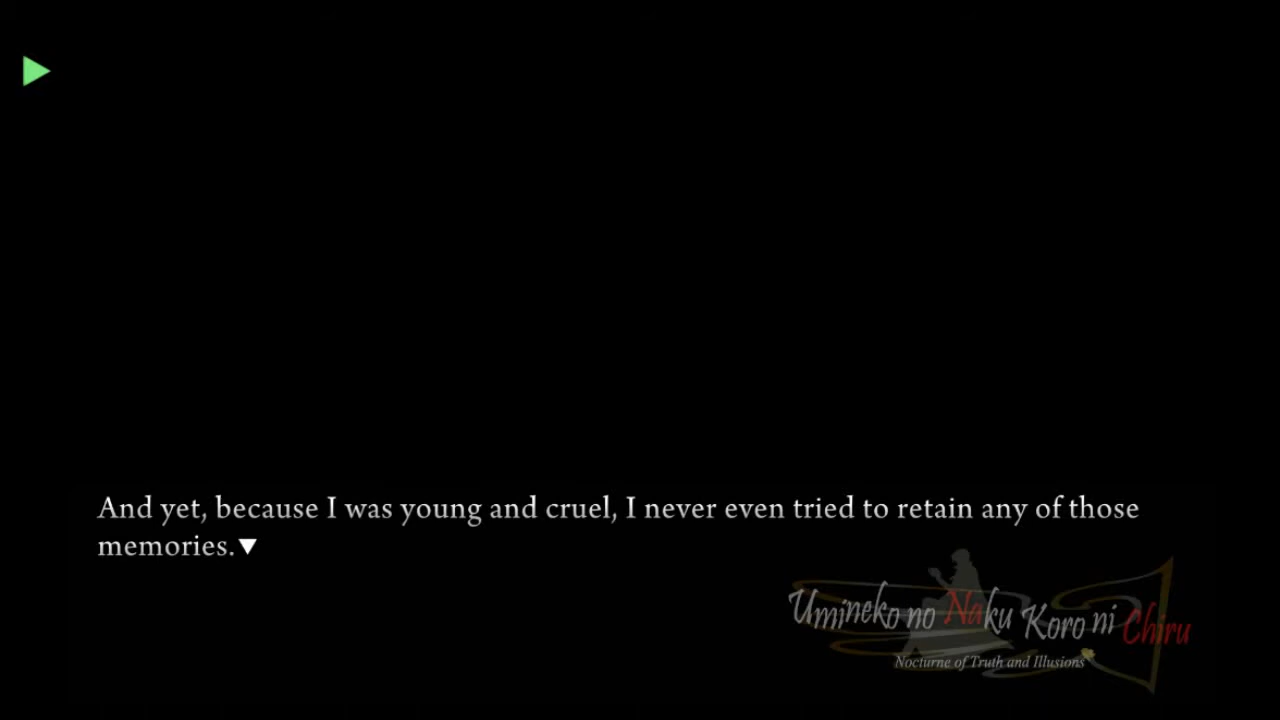 And yet, because I was young and cruel, I never even tried to retain any of those
memories.
Umineko no Naku Koro ni Chiru
Nocturne of Truth and Illusions